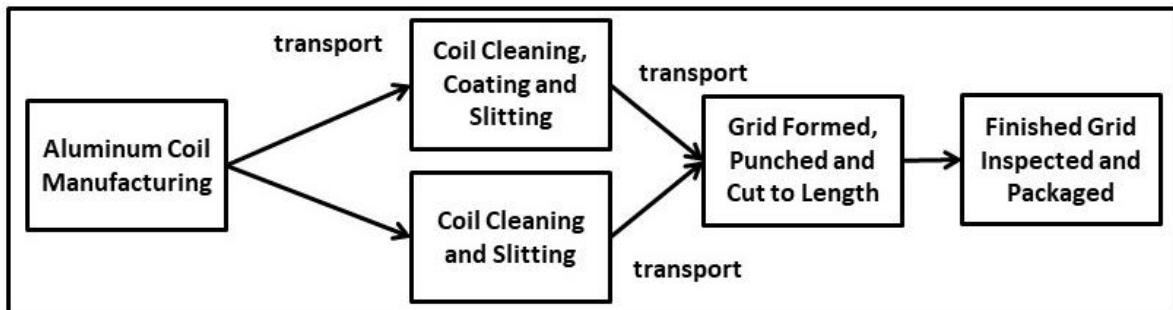 transport
Coil Cleaning,
Coating and
Slitting
transport
Aluminum Coil
Manufacturing
Grid Formed,
Punched and
Cut to Length
Finished Grid
Inspected and
Packaged
Coil Cleaning
and Slitting
transport